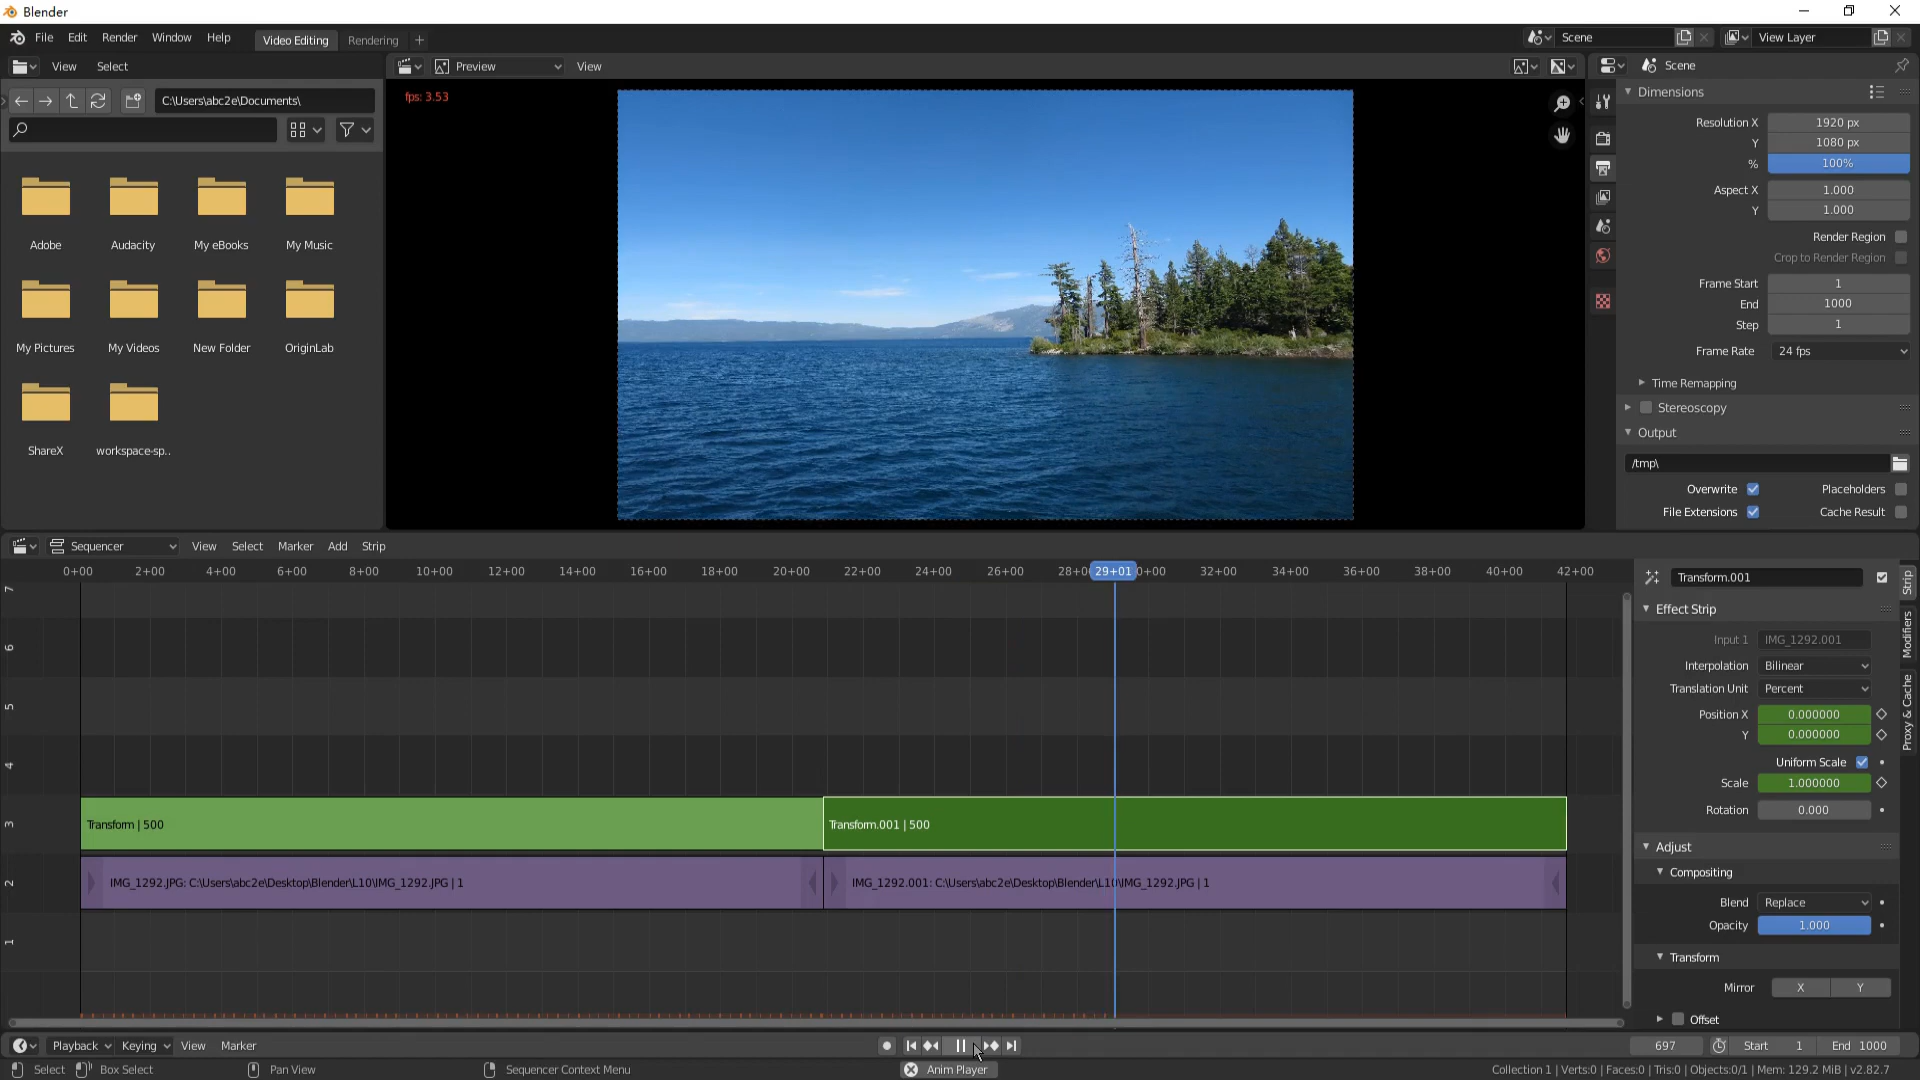 Blender
File Edit Render Window Help Video Editing Rendering + Scene View Layer
View Select Preview View Scene
C:\Users\abc2e\Documents\
fps: 3.53
Adobe Audacity My eBooks My Music
My Pictures My Videos New Folder OriginLab
ShareX workspace-sp..
Dimensions
Resolution X 1920 px
Y 1080 px
% 100%
Aspect X 1.000
Y 1.000
Render Region
Crop to Render Region
Frame Start 1
End 1000
Step 1
Frame Rate 24 fps
Time Remapping
Stereoscopy
Output
/tmp\
Overwrite Placeholders
File Extensions Cache Result
Sequencer View Select Marker Add Strip
0+00 2+00 4+00 6+00 8+00 10+00 12+00 14+00 16+00 18+00 20+00 22+00 24+00 26+00 28+0 29+01 0+00 32+00 34+00 36+00 38+00 40+00 42+00
7
6
5
4
3
2
1
Transform | 500 Transform.001 | 500
IMG_1292.JPG: C:\Users\abc2e\Desktop\Blender\L10\IMG_1292.JPG | 1 IMG_1292.001: C:\Users\abc2e\Desktop\Blender\L10\IMG_1292.JPG | 1
Transform.001
Effect Strip
Input 1 IMG_1292.001
Interpolation Bilinear
Translation Unit Percent
Position X 0.000000
Y 0.000000
Uniform Scale
Scale 1.000000
Rotation 0.000
Adjust
Compositing
Blend Replace
Opacity 1.000
Transform
Mirror X Y
Offset
Strip
Modifiers
Proxy & Cache
Playback Keying View Marker 697 Start 1 End 1000
Select Box Select Pan View Sequencer Context Menu Anim Player Collection 1 | Verts:0 | Faces:0 | Tris:0 | Objects:0/1 | Mem: 129.2 MiB | v2.82.7